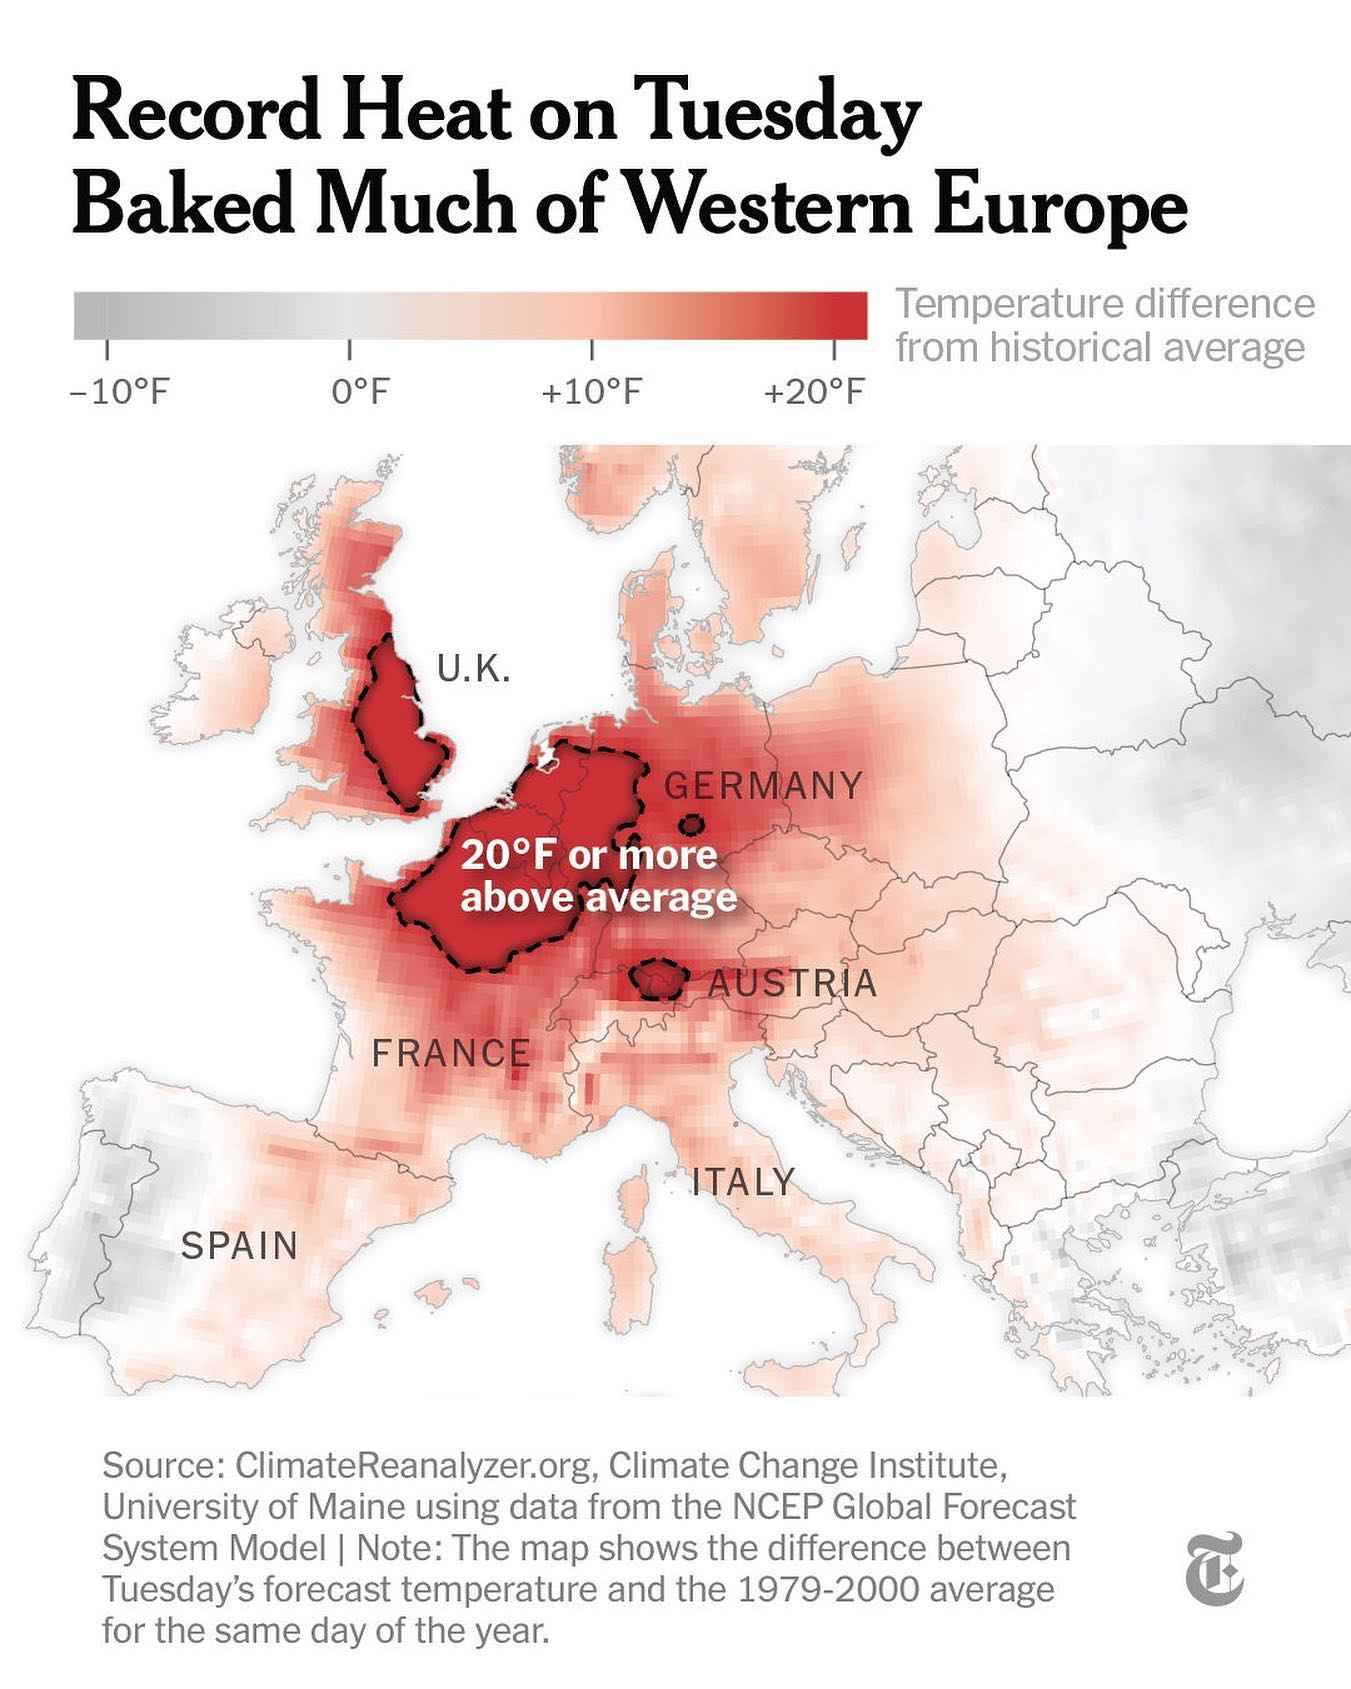 Record Heat on Tuesday
Baked Much of Western Europe
Temperature difference
from historical average
−10°F 0°F +10°F +20°F
U.K.
GERMANY
20°F or more
above average
AUSTRIA
FRANCE
ITALY
SPAIN
Source: ClimateReanalyzer.org, Climate Change Institute,
University of Maine using data from the NCEP Global Forecast
System Model | Note: The map shows the difference between
Tuesday’s forecast temperature and the 1979-2000 average
for the same day of the year.
T